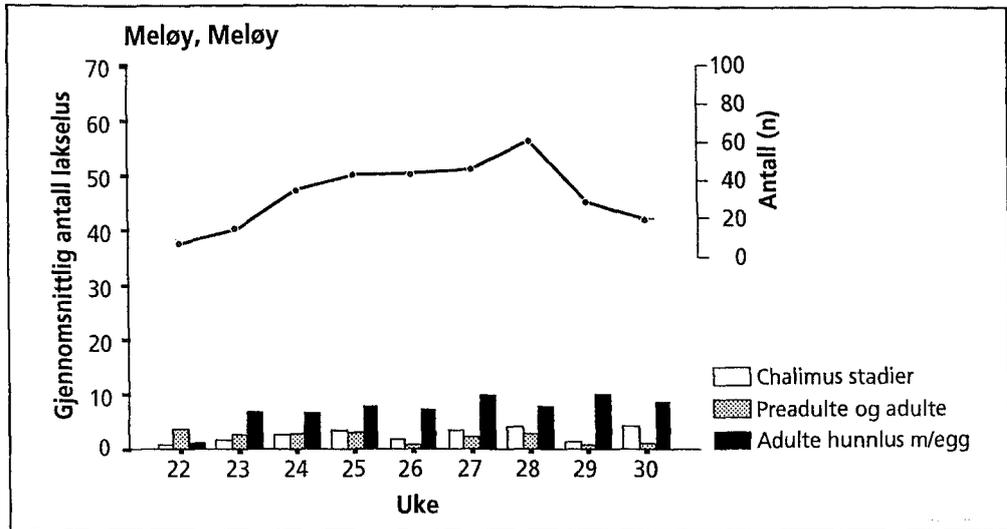 Meløy, Meløy
Gjennomsnittlig antall lakselus
70
60
50
40
30
20
10
0
100
80
60
40
20
0
Antall (n)
22 23 24 25 26 27 28 29 30
Uke
Chalimus stadier
Preadulte og adulte
Adulte hunnlus m/egg